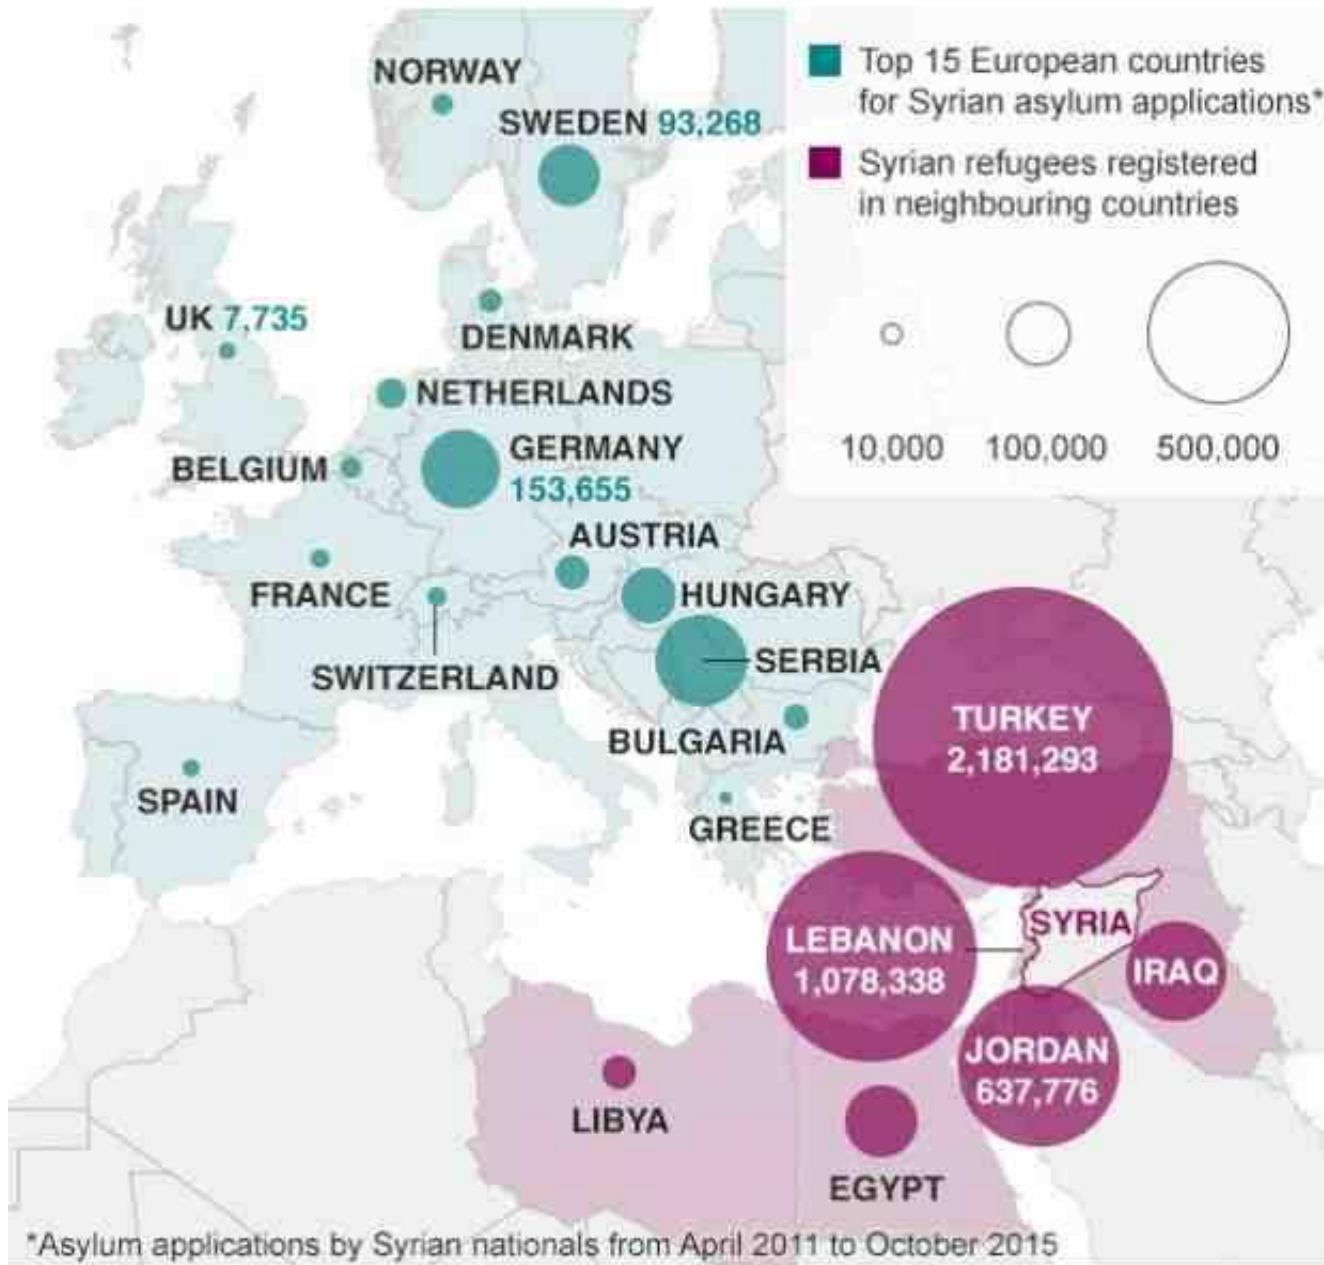 NORWAY
SWEDEN 93,268
Top 15 European countries
for Syrian asylum applications*
Syrian refugees registered
in neighbouring countries
10,000 100,000 500,000
UK 7,735
DENMARK
NETHERLANDS
BELGIUM
GERMANY
153,655
AUSTRIA
FRANCE
HUNGARY
SWITZERLAND
SERBIA
BULGARIA
TURKEY
2,181,293
SPAIN
GREECE
LEBANON
1,078,338
SYRIA
IRAQ
JORDAN
637,776
LIBYA
EGYPT
*Asylum applications by Syrian nationals from April 2011 to October 2015